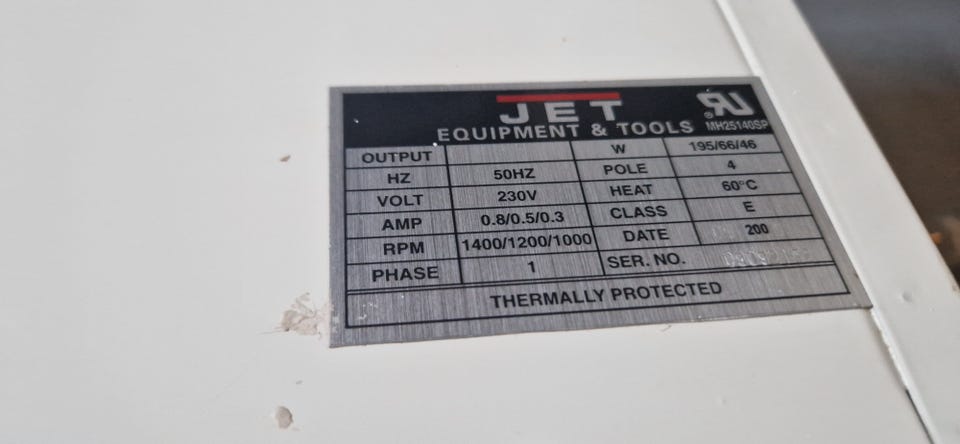 JET
EQUIPMENT & TOOLS MH25140SP
OUTPUT W 195/66/46
HZ 50HZ POLE 4
VOLT 230V HEAT 60°C
AMP 0.8/0.5/0.3 CLASS E
RPM 1400/1200/1000 DATE 200
PHASE 1 SER. NO.
THERMALLY PROTECTED